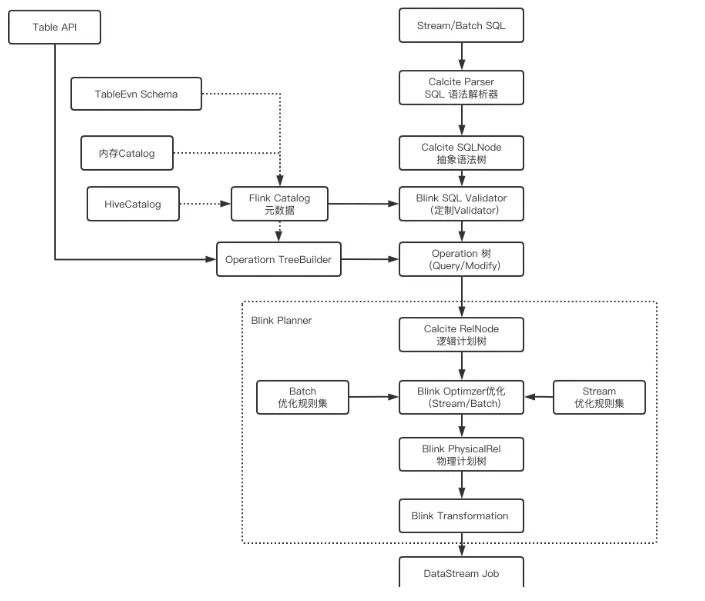 Table API
Stream/Batch SQL
Calcite Parser
SQL 语法解析器
TableEvn Schema
内存Catalog
Calcite SQLNode
抽象语法树
HiveCatalog
Flink Catalog
元数据
Blink SQL Validator
（定制Validator）
Operatiorn TreeBuilder
Operation 树
（Query/Modify）
Blink Planner
Calcite RelNode
逻辑计划树
Batch
优化规则集
Blink Optimzer优化
（Stream/Batch）
Stream
优化规则集
Blink PhysicalRel
物理计划树
Blink Transformation
DataStream Job